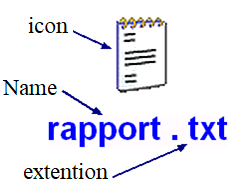 icon
Name
rapport . txt
extention